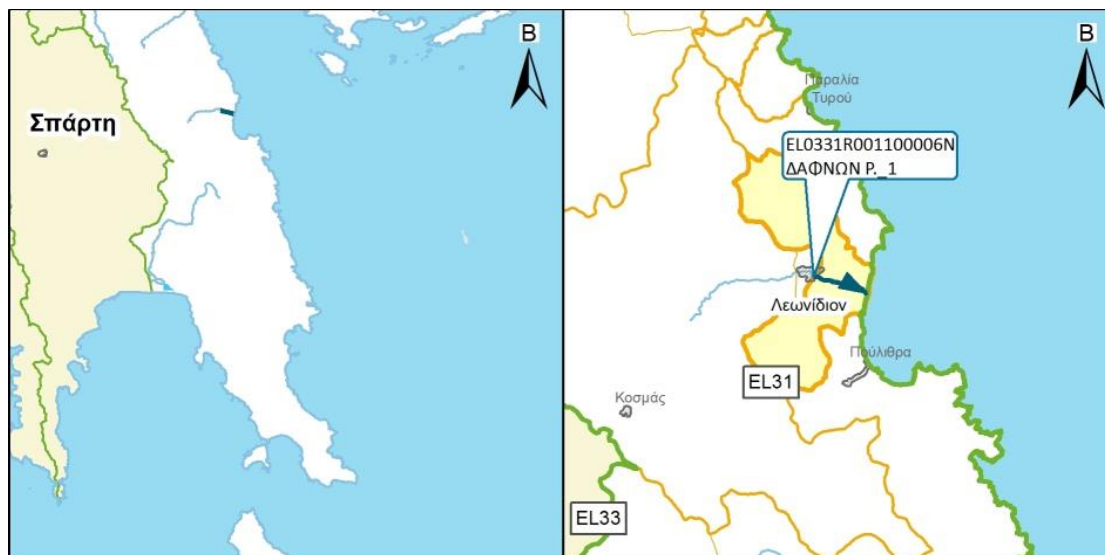 Β
Σπάρτη
Β
Παραλία
Τυρού
EL0331R001100006N
ΔΑΦΝΩΝ Ρ._1
Λεωνίδιον
Πούλιθρα
EL31
Κοσμάς
EL33